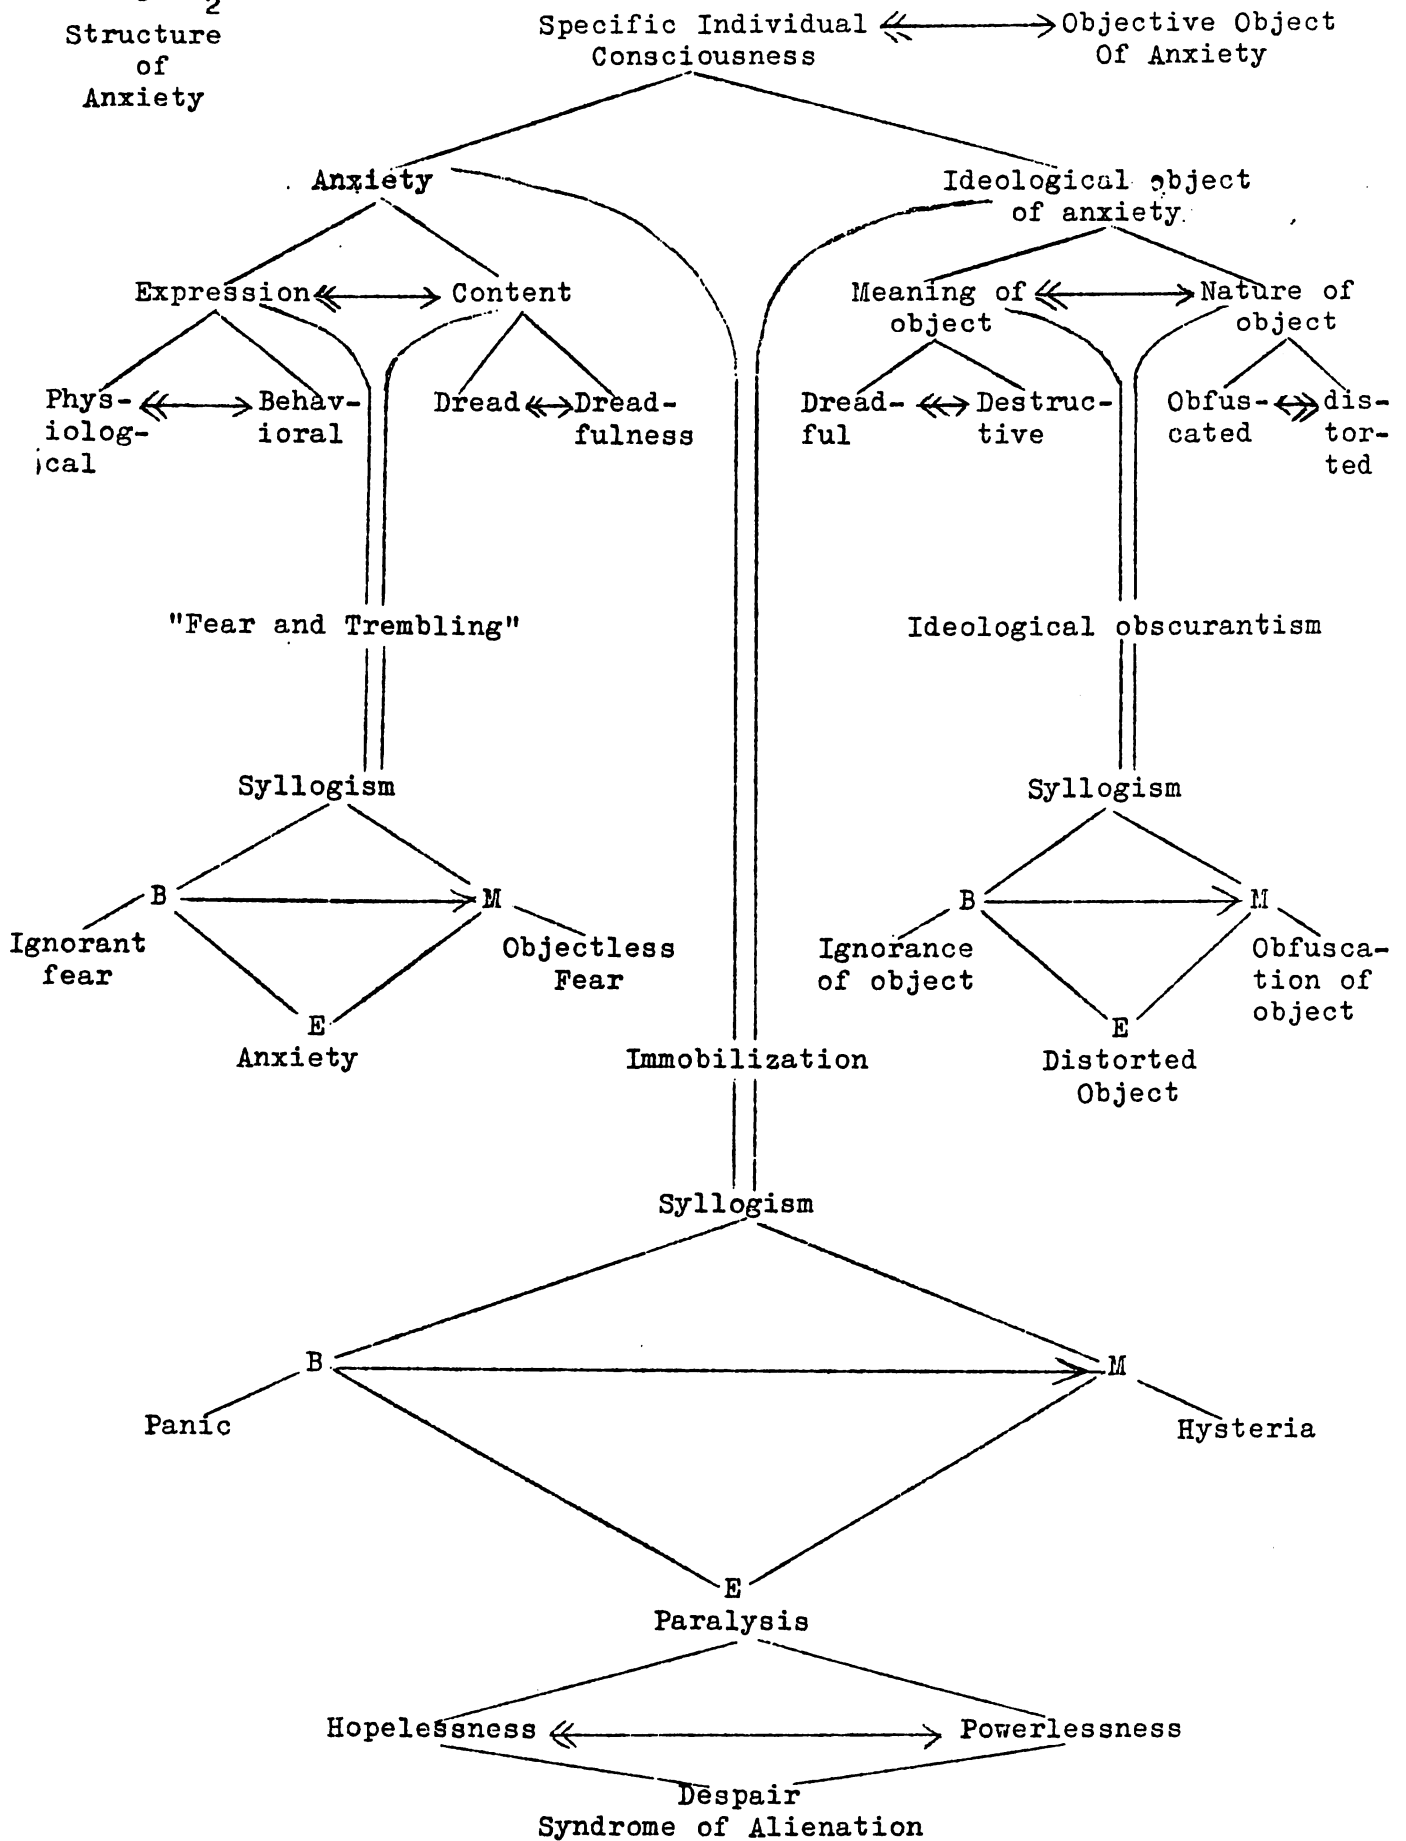 2
Structure
of
Anxiety
Specific Individual
Consciousness
Objective Object
Of Anxiety
Anxiety
Ideological object
of anxiety
Expression
Content
Meaning of
object
Nature of
object
Phys-
iolog-
ical
Behav-
ioral
Dread
Dread-
fulness
Dread-
ful
Destruc-
tive
Obfus-
cated
dis-
tor-
ted
"Fear and Trembling"
Ideological obscurantism
Syllogism
Syllogism
B
M
Ignorant
fear
Objectless
Fear
E
Anxiety
B
M
Ignorance
of object
Obfusca-
tion of
object
E
Distorted
Object
Immobilization
Syllogism
B
M
Panic
Hysteria
E
Paralysis
Hopelessness
Powerlessness
Despair
Syndrome of Alienation